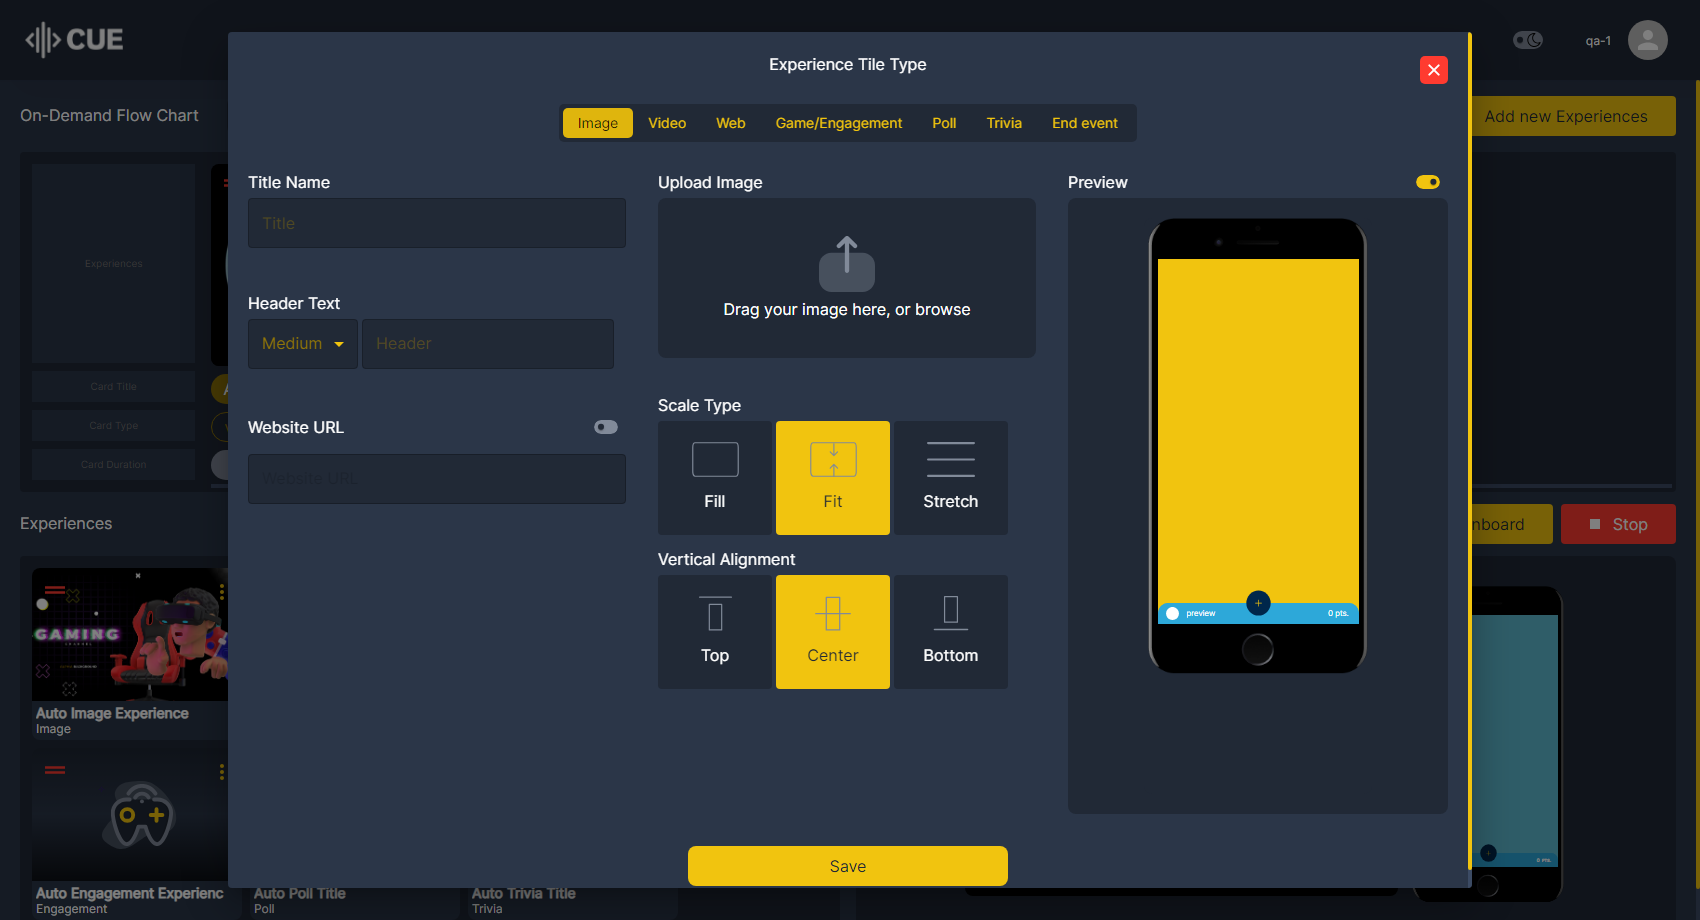 CUE
qa-1
On-Demand Flow Chart
Add new Experiences
Experience Tile Type
Image
Video
Web
Game/Engagement
Poll
Trivia
End event
Title Name
Title
Header Text
Medium
Header
Website URL
Website URL
Upload Image
Drag your image here, or browse
Scale Type
Fill
Fit
Stretch
Vertical Alignment
Top
Center
Bottom
Preview
preview
0 pts.
Save
Experiences
Card Title
Card Type
Card Duration
Experiences
nboard
Stop
GAMING
Auto Image Experience
Image
Auto Engagement Experienc
Engagement
Auto Poll Title
Poll
Auto Trivia Title
Trivia
0 pts.